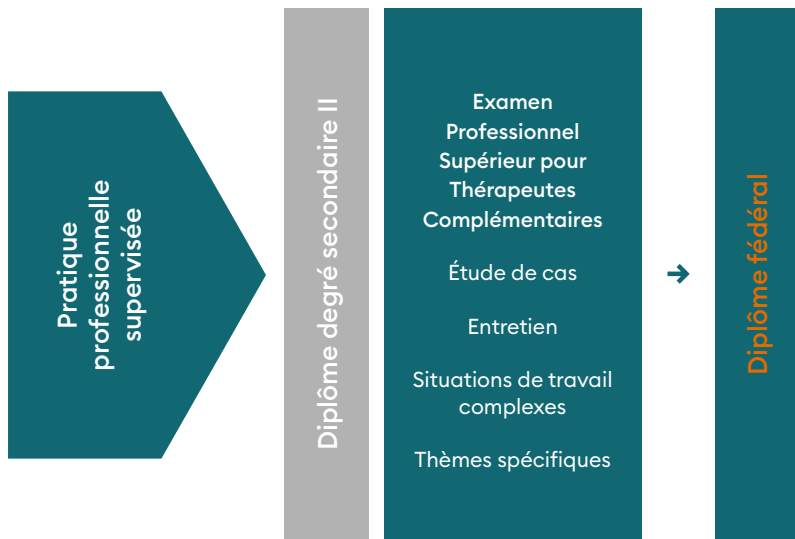 Pratique
professionnelle
supervisée
Diplôme degré secondaire II
Examen
Professionnel
Supérieur pour
Thérapeutes
Complémentaires
Étude de cas
Entretien
Situations de travail
complexes
Thèmes spécifiques
Diplôme fédéral